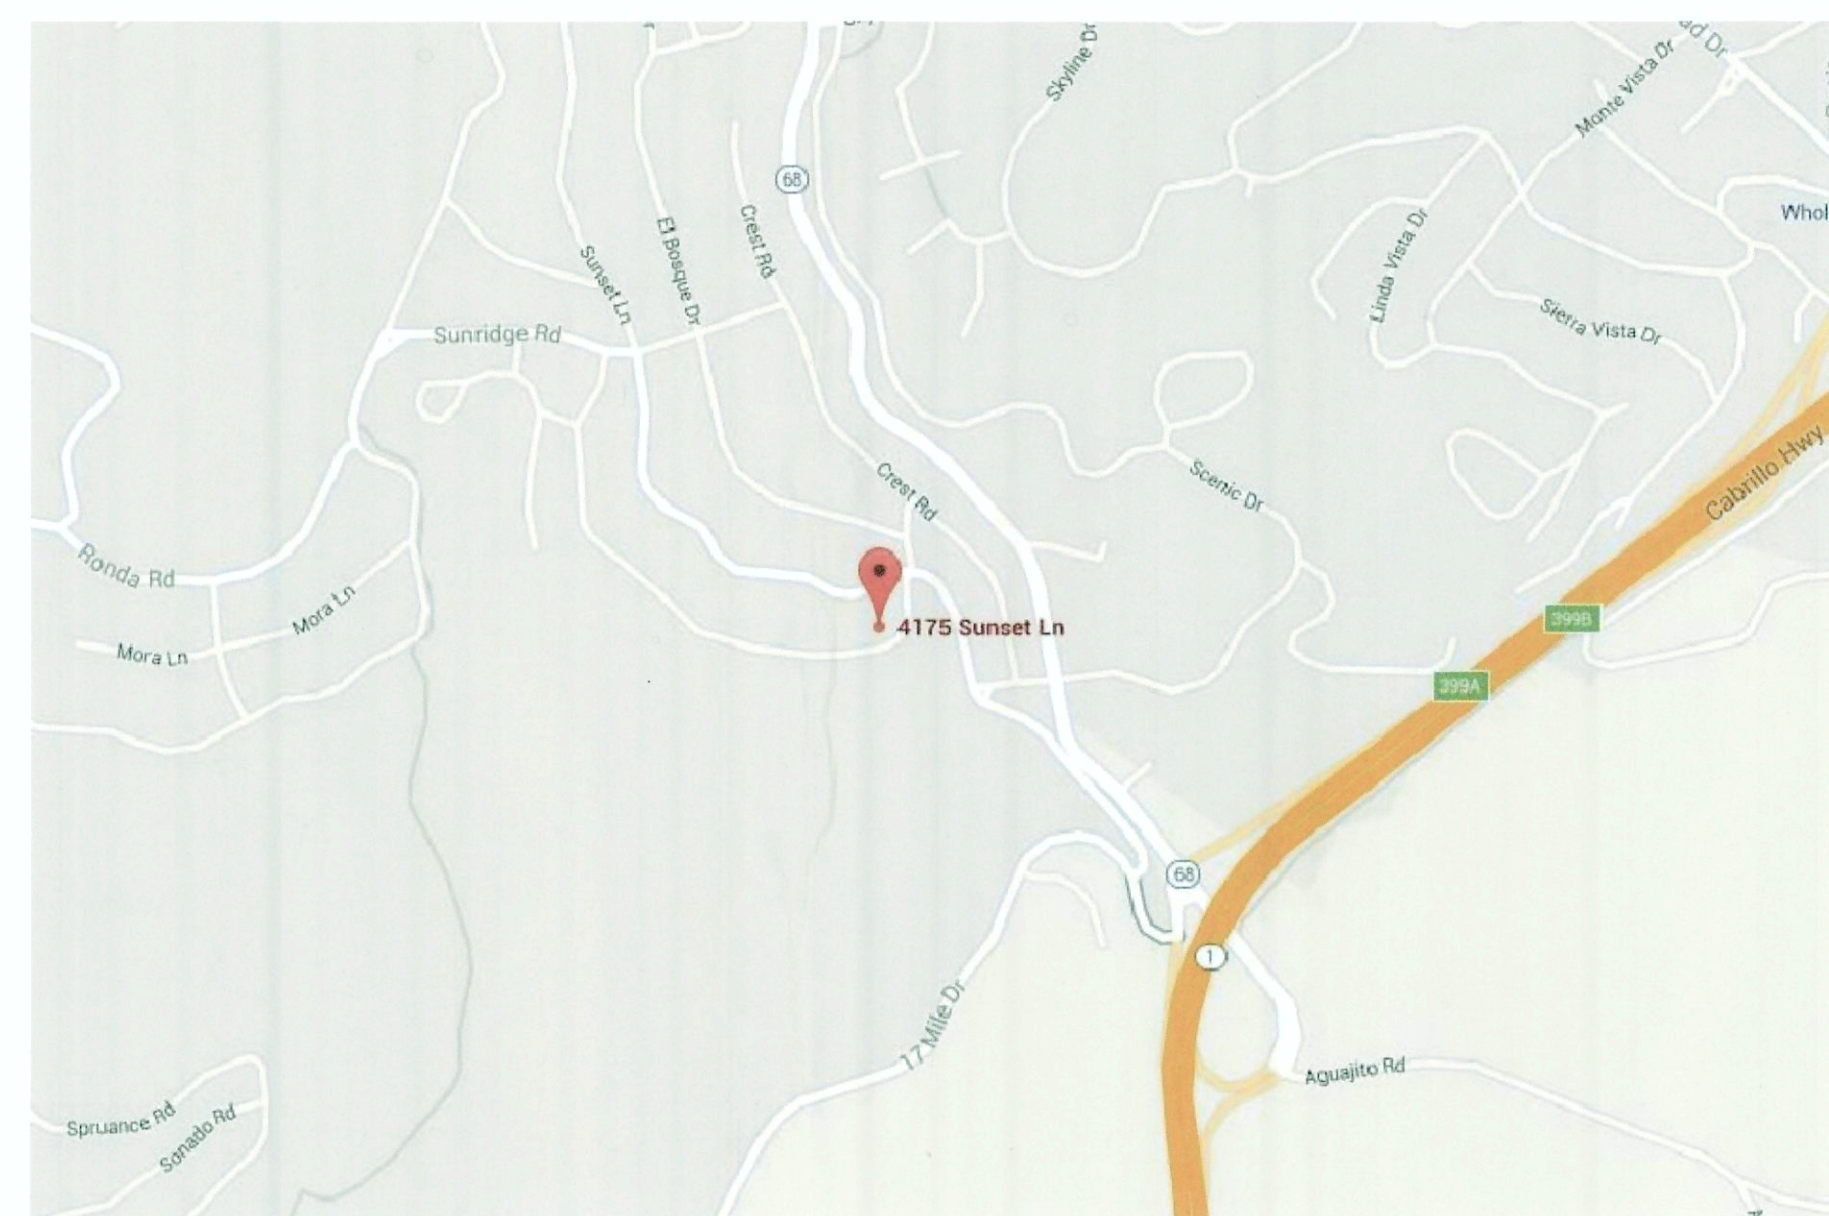 Skyline Dr
ad Dr
Monte Vista Dr
68
Whol
Crest Rd
El Bosque Dr
Sunset Ln
Linda Vista Dr
Sierra Vista Dr
Sunridge Rd
Cabrillo Hwy
Crest Rd
Scenic Dr
Ronda Rd
Mora Ln
Mora Ln
4175 Sunset Ln
399B
399A
68
1
17 Mile Dr
Aguajito Rd
Spruance Rd
Sonado Rd